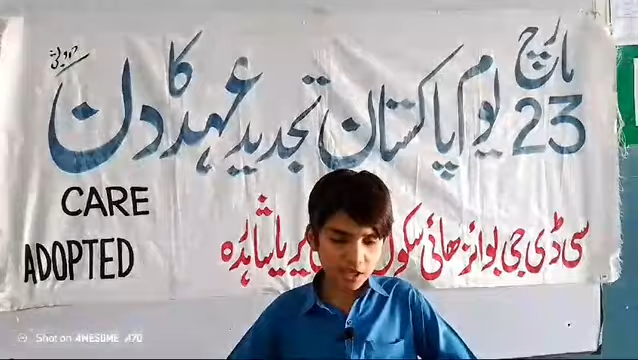 23 مارچ یوم پاکستان تجدید عہد کا دن
CARE
ADOPTED
سی ڈی جی بوائز ھائی سکول شاہدرہ
Shot on AWESOME A70